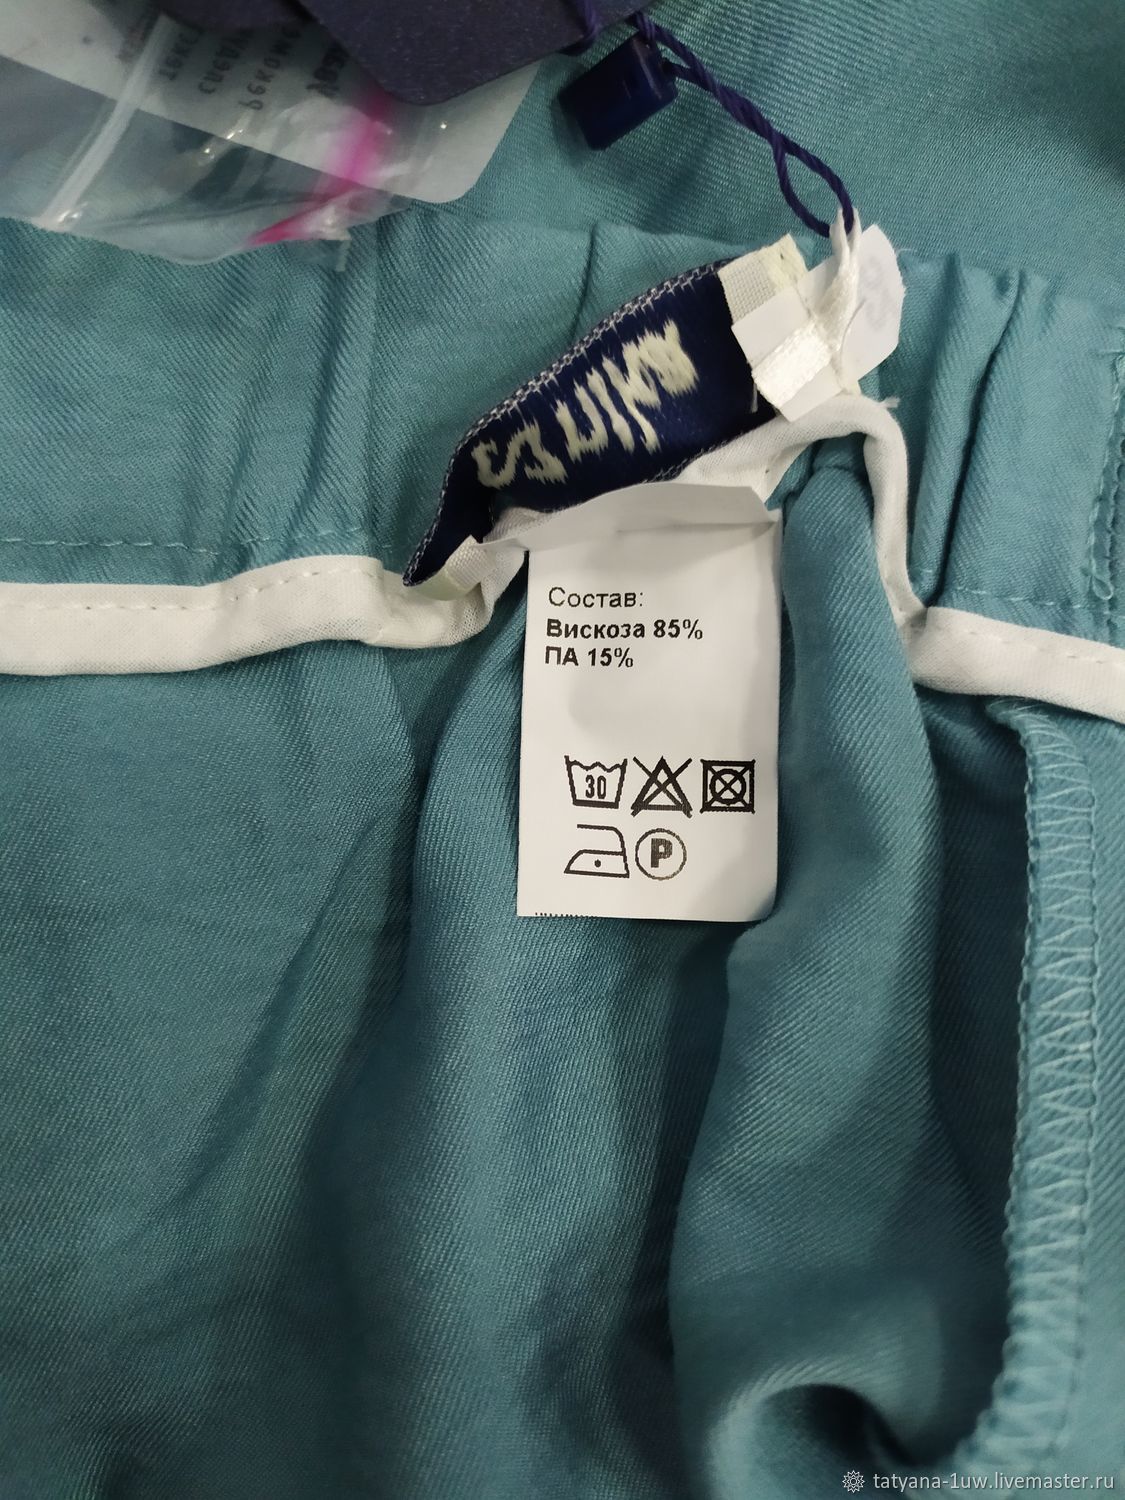 Состав:
Вискоза 85%
ПА 15%
30
P
tatyana-1uw.livemaster.ru